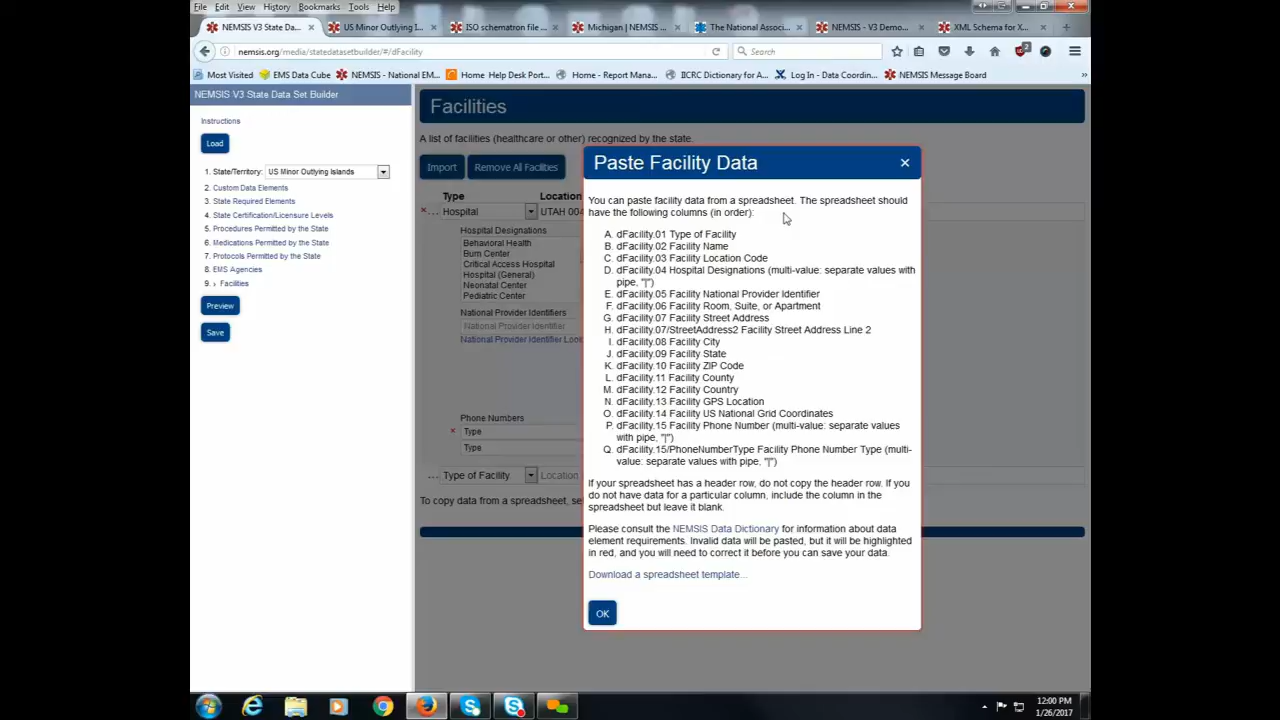 File Edit View History Bookmarks Tools Help
NEMSIS V3 State Da...
US Minor Outlying I...
ISO schematron file ...
Michigan | NEMSIS ...
The National Associ...
NEMSIS - V3 Demo...
XML Schema for X...
nemsis.org/media/statedatasetbuilder/#/dFacility
Search
2
Most Visited EMS Data Cube NEMSIS - National EM... Home Help Desk Port... Home - Report Mana... IICRC Dictionary for A... Log In - Data Coordin... NEMSIS Message Board
NEMSIS V3 State Data Set Builder
Instructions
Load
1. State/Territory: US Minor Outlying Islands
2. Custom Data Elements
3. State Required Elements
4. State Certification/Licensure Levels
5. Procedures Permitted by the State
6. Medications Permitted by the State
7. Protocols Permitted by the State
8. EMS Agencies
9. › Facilities
Preview
Save
Facilities
A list of facilities (healthcare or other) recognized by the state.
Import Remove All Facilities
Type Location
Hospital UTAH 004
Hospital Designations
Behavioral Health
Burn Center
Critical Access Hospital
Hospital (General)
Neonatal Center
Pediatric Center
National Provider Identifiers
National Provider Identifier
National Provider Identifier Loo
Phone Numbers
Type
Type
... Type of Facility Location
To copy data from a spreadsheet, se
Paste Facility Data ×
You can paste facility data from a spreadsheet. The spreadsheet should
have the following columns (in order):
A. dFacility.01 Type of Facility
B. dFacility.02 Facility Name
C. dFacility.03 Facility Location Code
D. dFacility.04 Hospital Designations (multi-value: separate values with
pipe, "|")
E. dFacility.05 Facility National Provider Identifier
F. dFacility.06 Facility Room, Suite, or Apartment
G. dFacility.07 Facility Street Address
H. dFacility.07/StreetAddress2 Facility Street Address Line 2
I. dFacility.08 Facility City
J. dFacility.09 Facility State
K. dFacility.10 Facility ZIP Code
L. dFacility.11 Facility County
M. dFacility.12 Facility Country
N. dFacility.13 Facility GPS Location
O. dFacility.14 Facility US National Grid Coordinates
P. dFacility.15 Facility Phone Number (multi-value: separate values
with pipe, "|")
Q. dFacility.15/PhoneNumberType Facility Phone Number Type (multi-
value: separate values with pipe, "|")
If your spreadsheet has a header row, do not copy the header row. If you
do not have data for a particular column, include the column in the
spreadsheet but leave it blank.
Please consult the NEMSIS Data Dictionary for information about data
element requirements. Invalid data will be pasted, but it will be highlighted
in red, and you will need to correct it before you can save your data.
Download a spreadsheet template...
OK
12:00 PM
1/26/2017